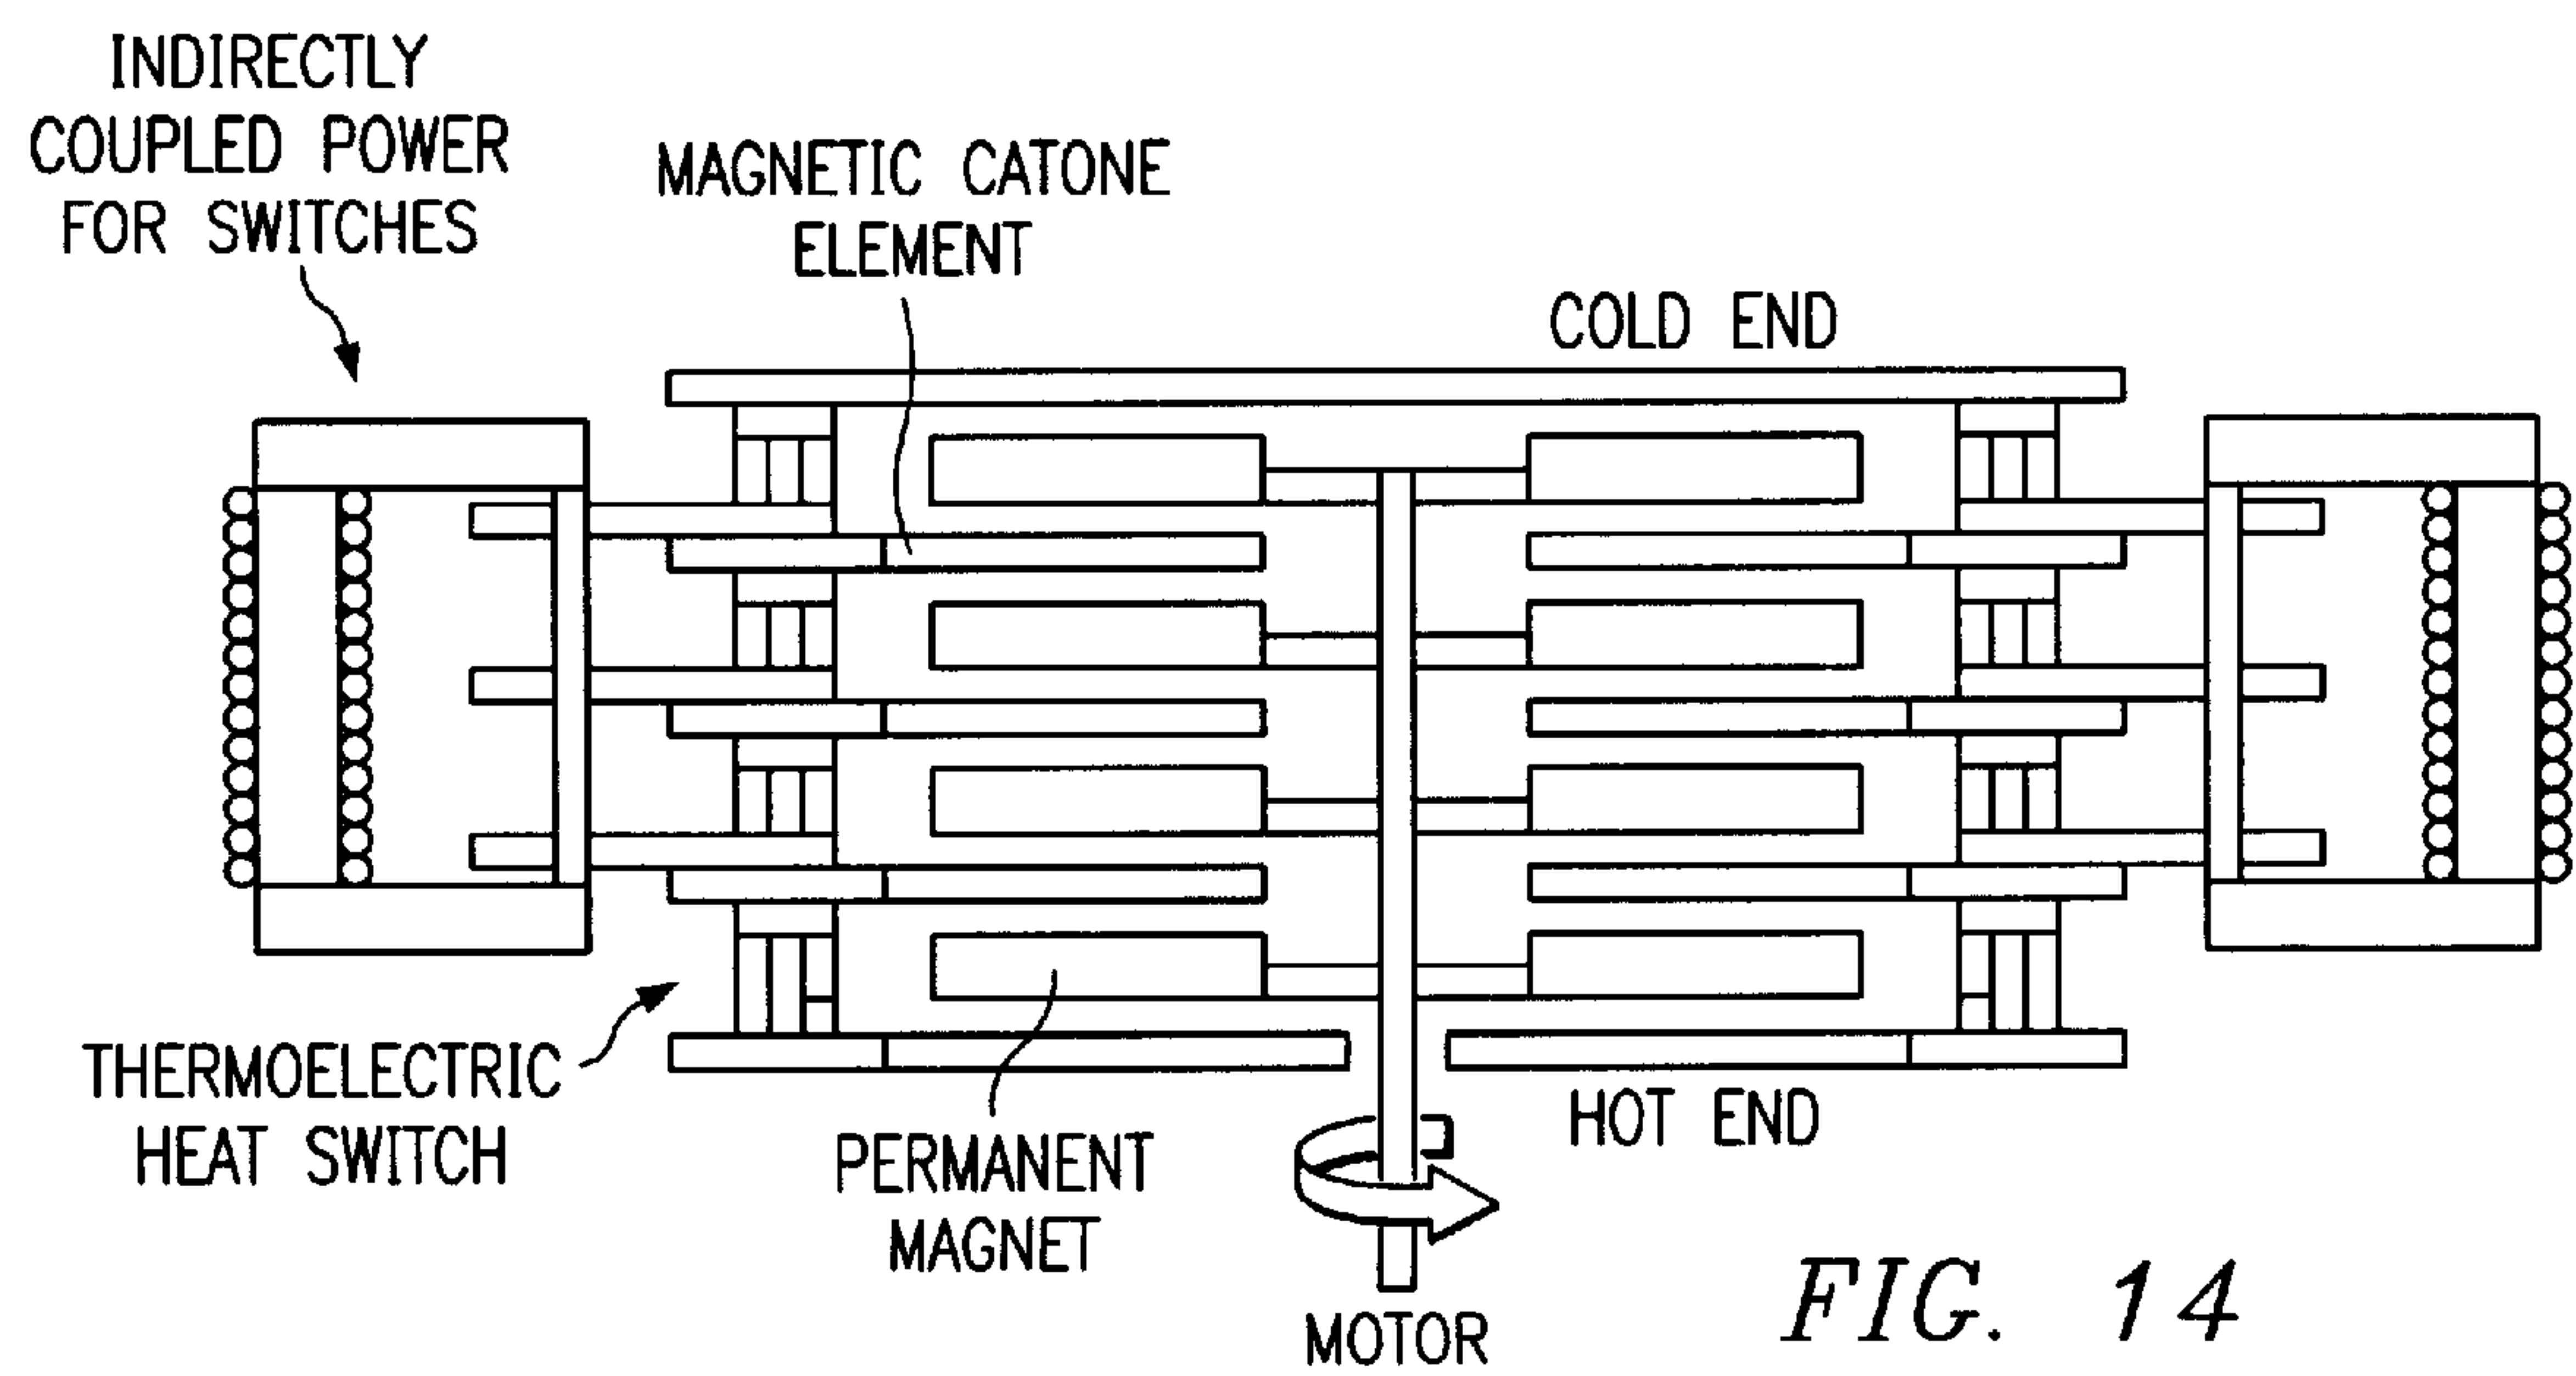 INDIRECTLY
COUPLED POWER
FOR SWITCHES
MAGNETIC CATONE
ELEMENT
COLD END
THERMOELECTRIC
HEAT SWITCH
PERMANENT
MAGNET
HOT END
MOTOR
FIG. 14